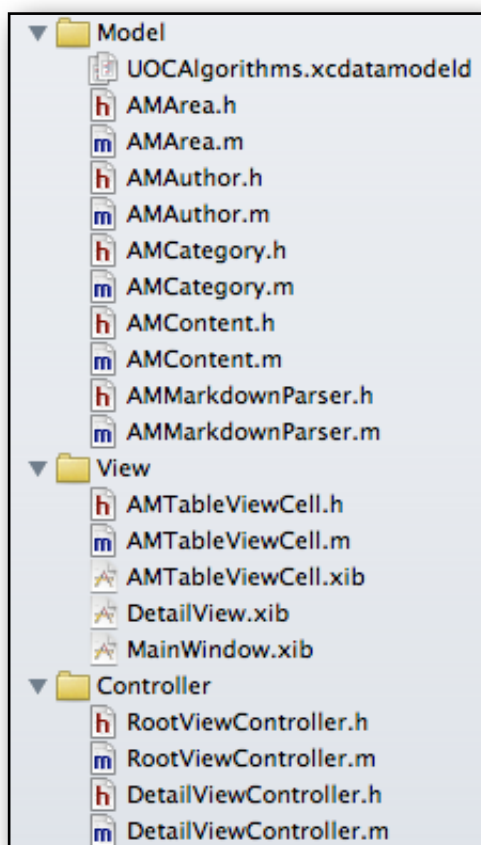 Model
UOCAlgorithms.xcdatamodeld
h AMArea.h
m AMArea.m
h AMAuthor.h
m AMAuthor.m
h AMCategory.h
m AMCategory.m
h AMContent.h
m AMContent.m
h AMMarkdownParser.h
m AMMarkdownParser.m
View
h AMTableViewCell.h
m AMTableViewCell.m
AMTableViewCell.xib
DetailView.xib
MainWindow.xib
Controller
h RootViewController.h
m RootViewController.m
h DetailViewController.h
m DetailViewController.m